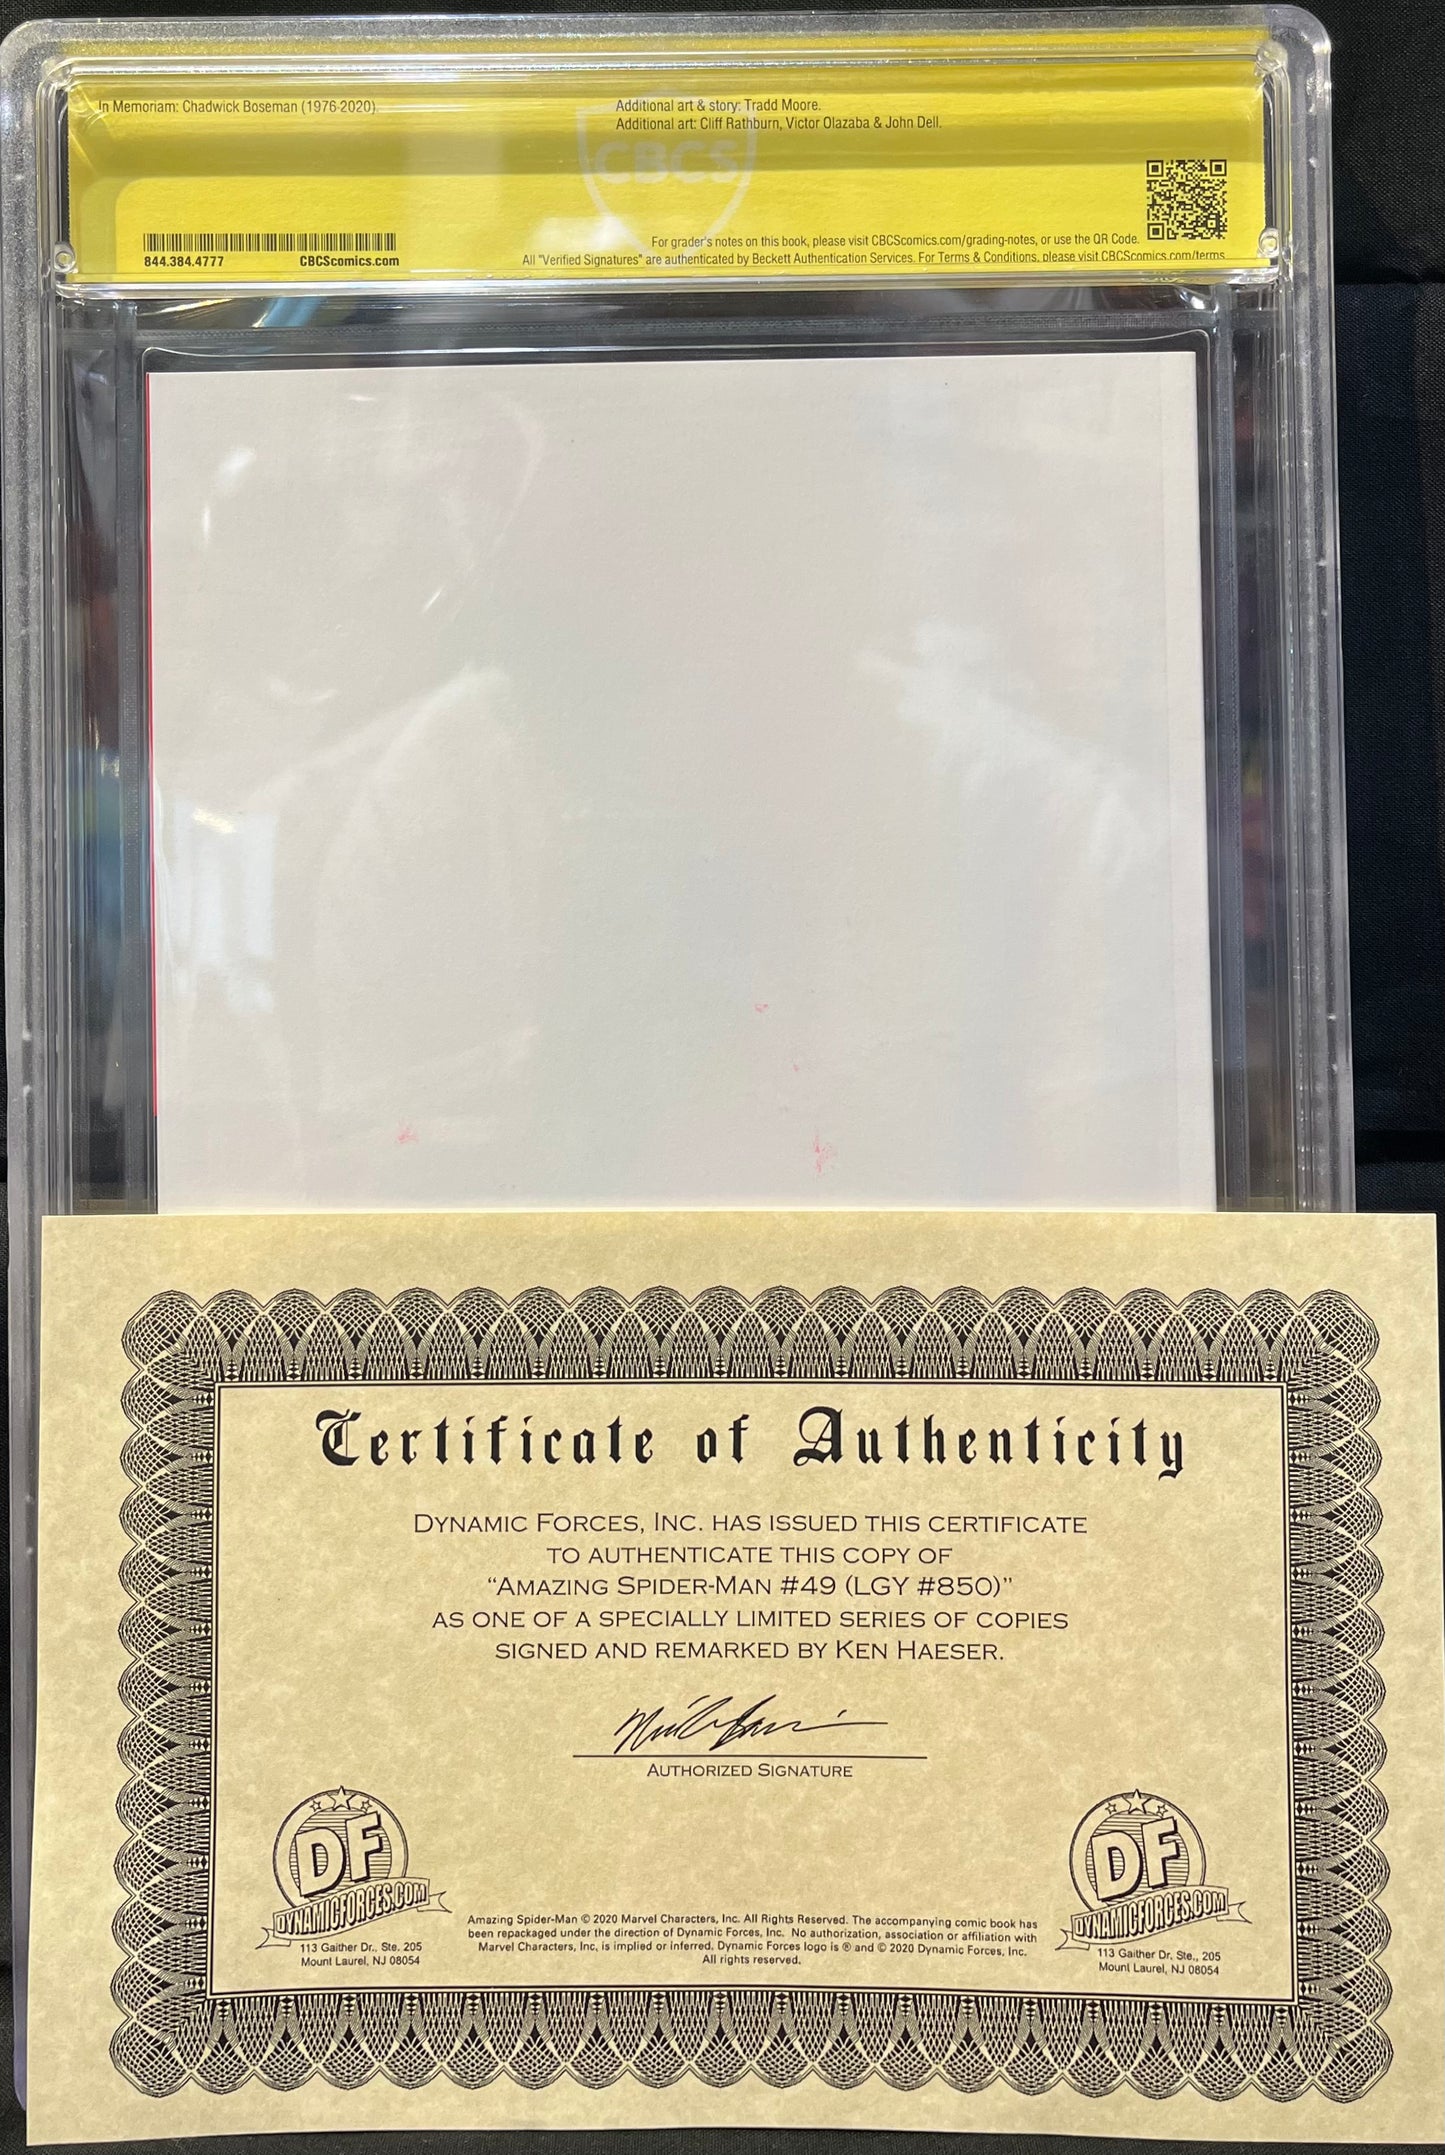 In Memoriam: Chadwick Boseman (1976-2020).
Additional art & story: Tradd Moore.
Additional art: Cliff Rathburn, Victor Olazaba & John Dell.
CBCS
For grader's notes on this book, please visit CBCScomics.com/grading-notes, or use the QR Code.
844.384.4777 CBCScomics.com
All "Verified Signatures" are authenticated by Beckett Authentication Services. For Terms & Conditions, please visit CBCScomics.com/terms
Certificate of Authenticity
DYNAMIC FORCES, INC. HAS ISSUED THIS CERTIFICATE
TO AUTHENTICATE THIS COPY OF
“AMAZING SPIDER-MAN #49 (LGY #850)”
AS ONE OF A SPECIALLY LIMITED SERIES OF COPIES
SIGNED AND REMARKED BY KEN HAESER.
AUTHORIZED SIGNATURE
DF
DYNAMICFORCES.COM
113 Gaither Dr., Ste. 205
Mount Laurel, NJ 08054
Amazing Spider-Man © 2020 Marvel Characters, Inc. All Rights Reserved. The accompanying comic book has
been repackaged under the direction of Dynamic Forces, Inc. No authorization, association or affiliation with
Marvel Characters, Inc, is implied or inferred. Dynamic Forces logo is ® and © 2020 Dynamic Forces, Inc.
All rights reserved.
DF
DYNAMICFORCES.COM
113 Gaither Dr. Ste., 205
Mount Laurel, NJ 08054